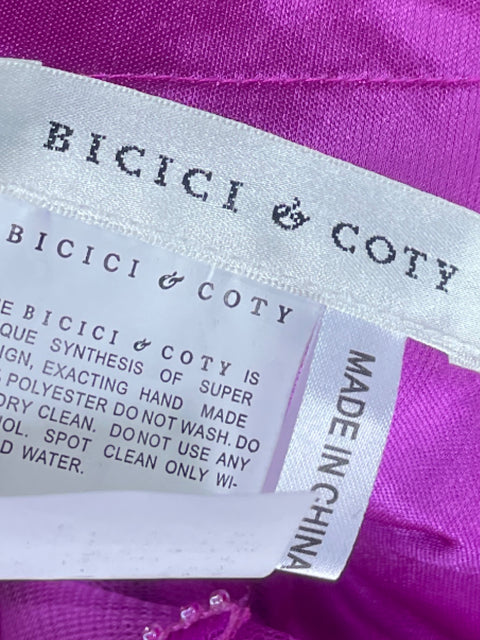 BICICI & COTY
BICICI & COTY
E BICICI & COTY IS
QUE SYNTHESIS OF SUPER
IGN, EXACTING HAND MADE
% POLYESTER DO NOT WASH. DO
DRY CLEAN. DO NOT USE ANY
OL. SPOT CLEAN ONLY WI-
D WATER.
MADE IN CHINA